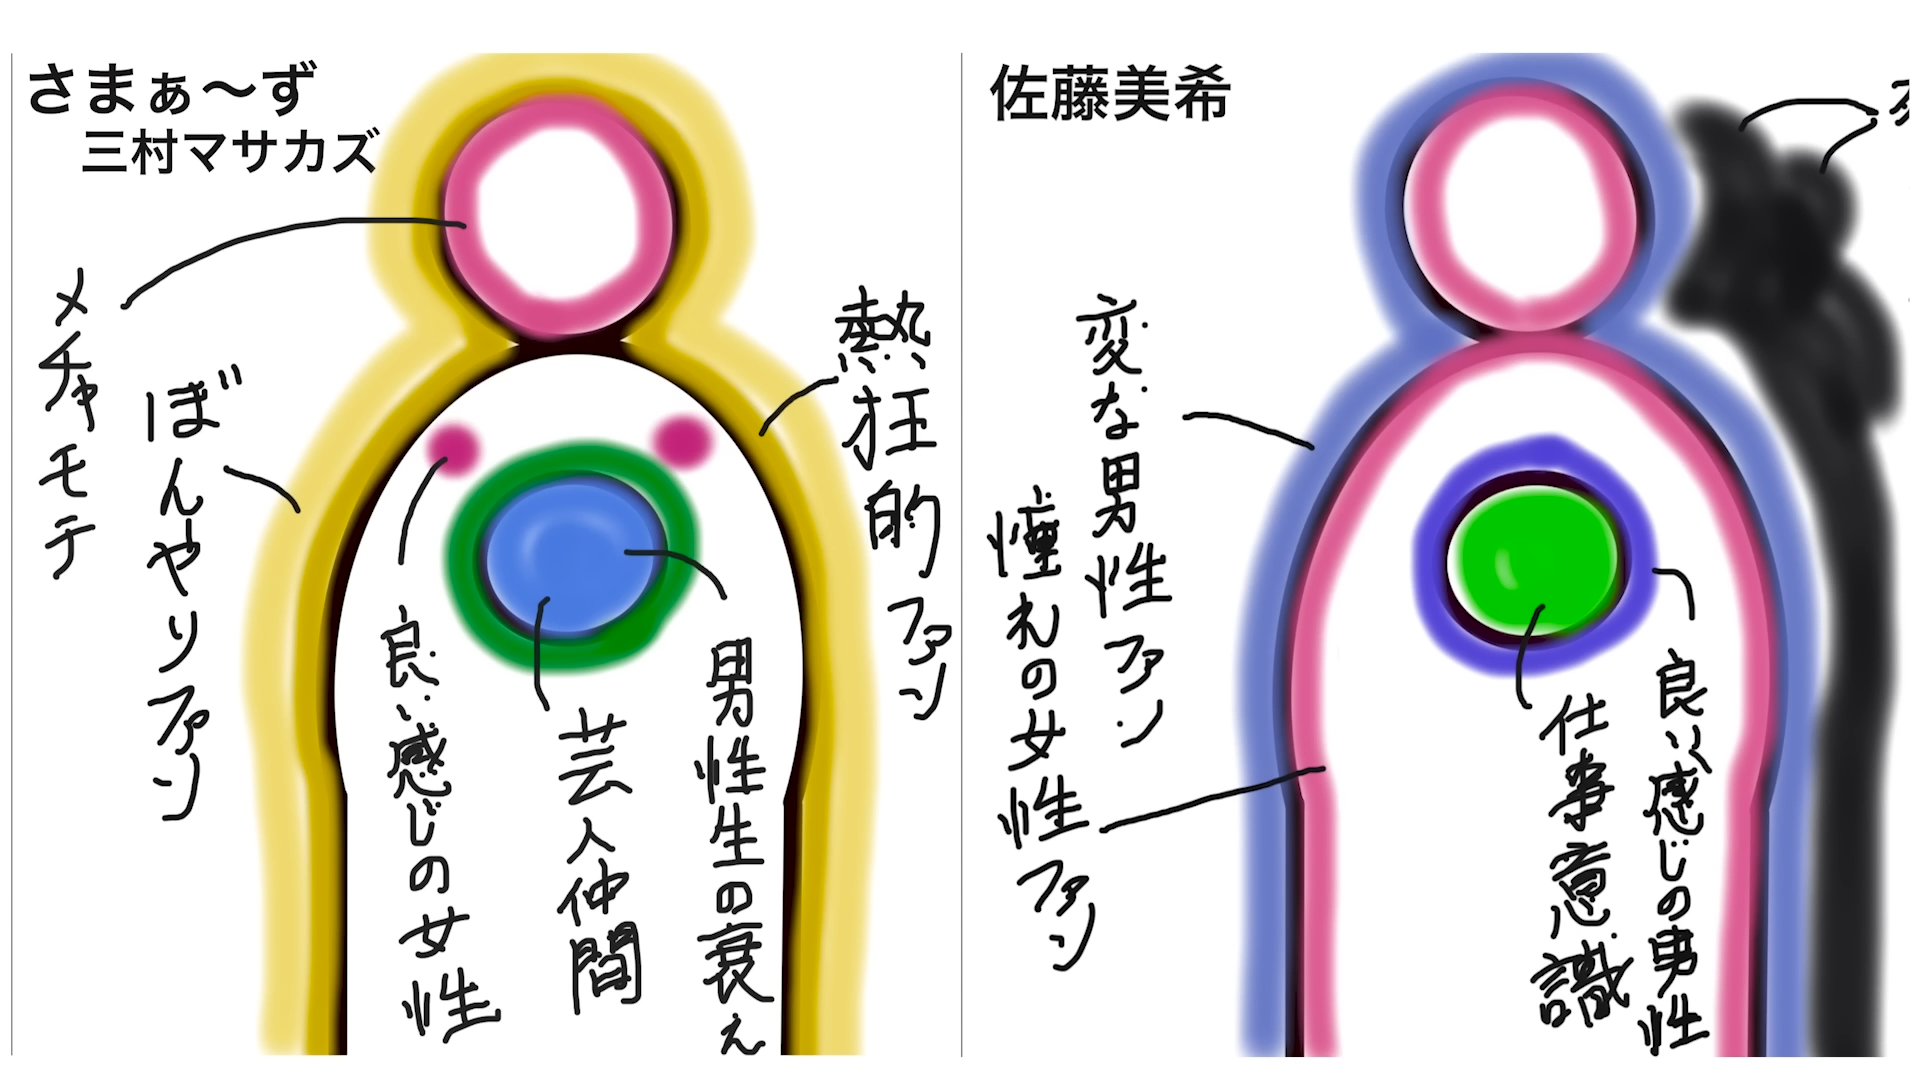 さまぁ～ず
三村マサカズ
メチャモテ
ぼんやりファン
熱狂的ファン
良い感じの女性
芸人仲間
男性生の衰え
佐藤美希
変な男性ファン
憧れの女性ファン
仕事意識
良い感じの男性